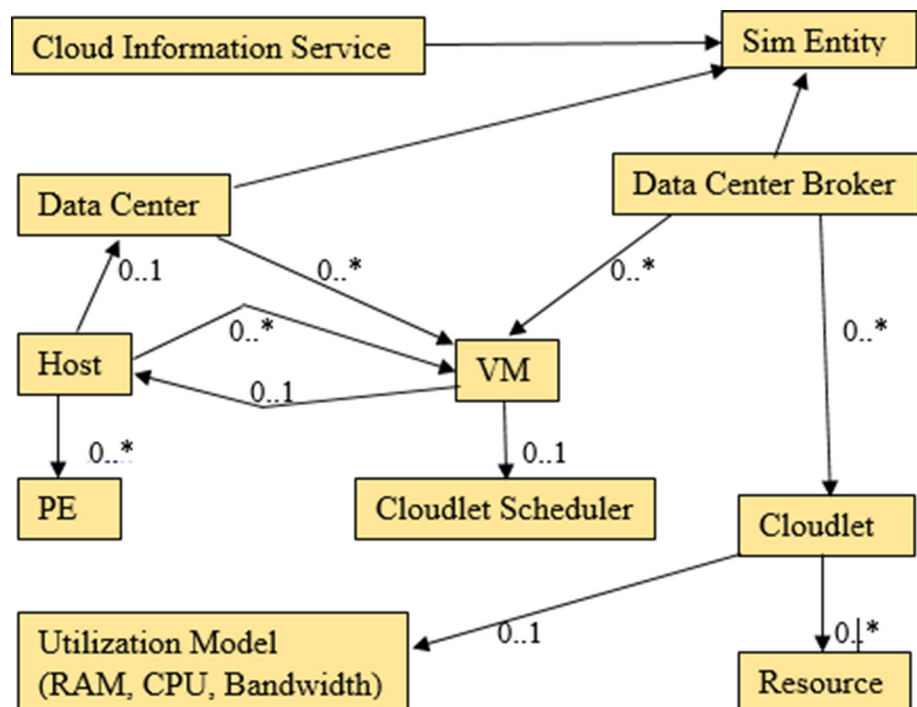 Cloud Information Service
Sim Entity
Data Center
Data Center Broker
0..1
0..*
0..*
0..*
0..*
Host
VM
0..1
0..*
0..1
PE
Cloudlet Scheduler
Cloudlet
0..1
0..*
Utilization Model
(RAM, CPU, Bandwidth)
Resource